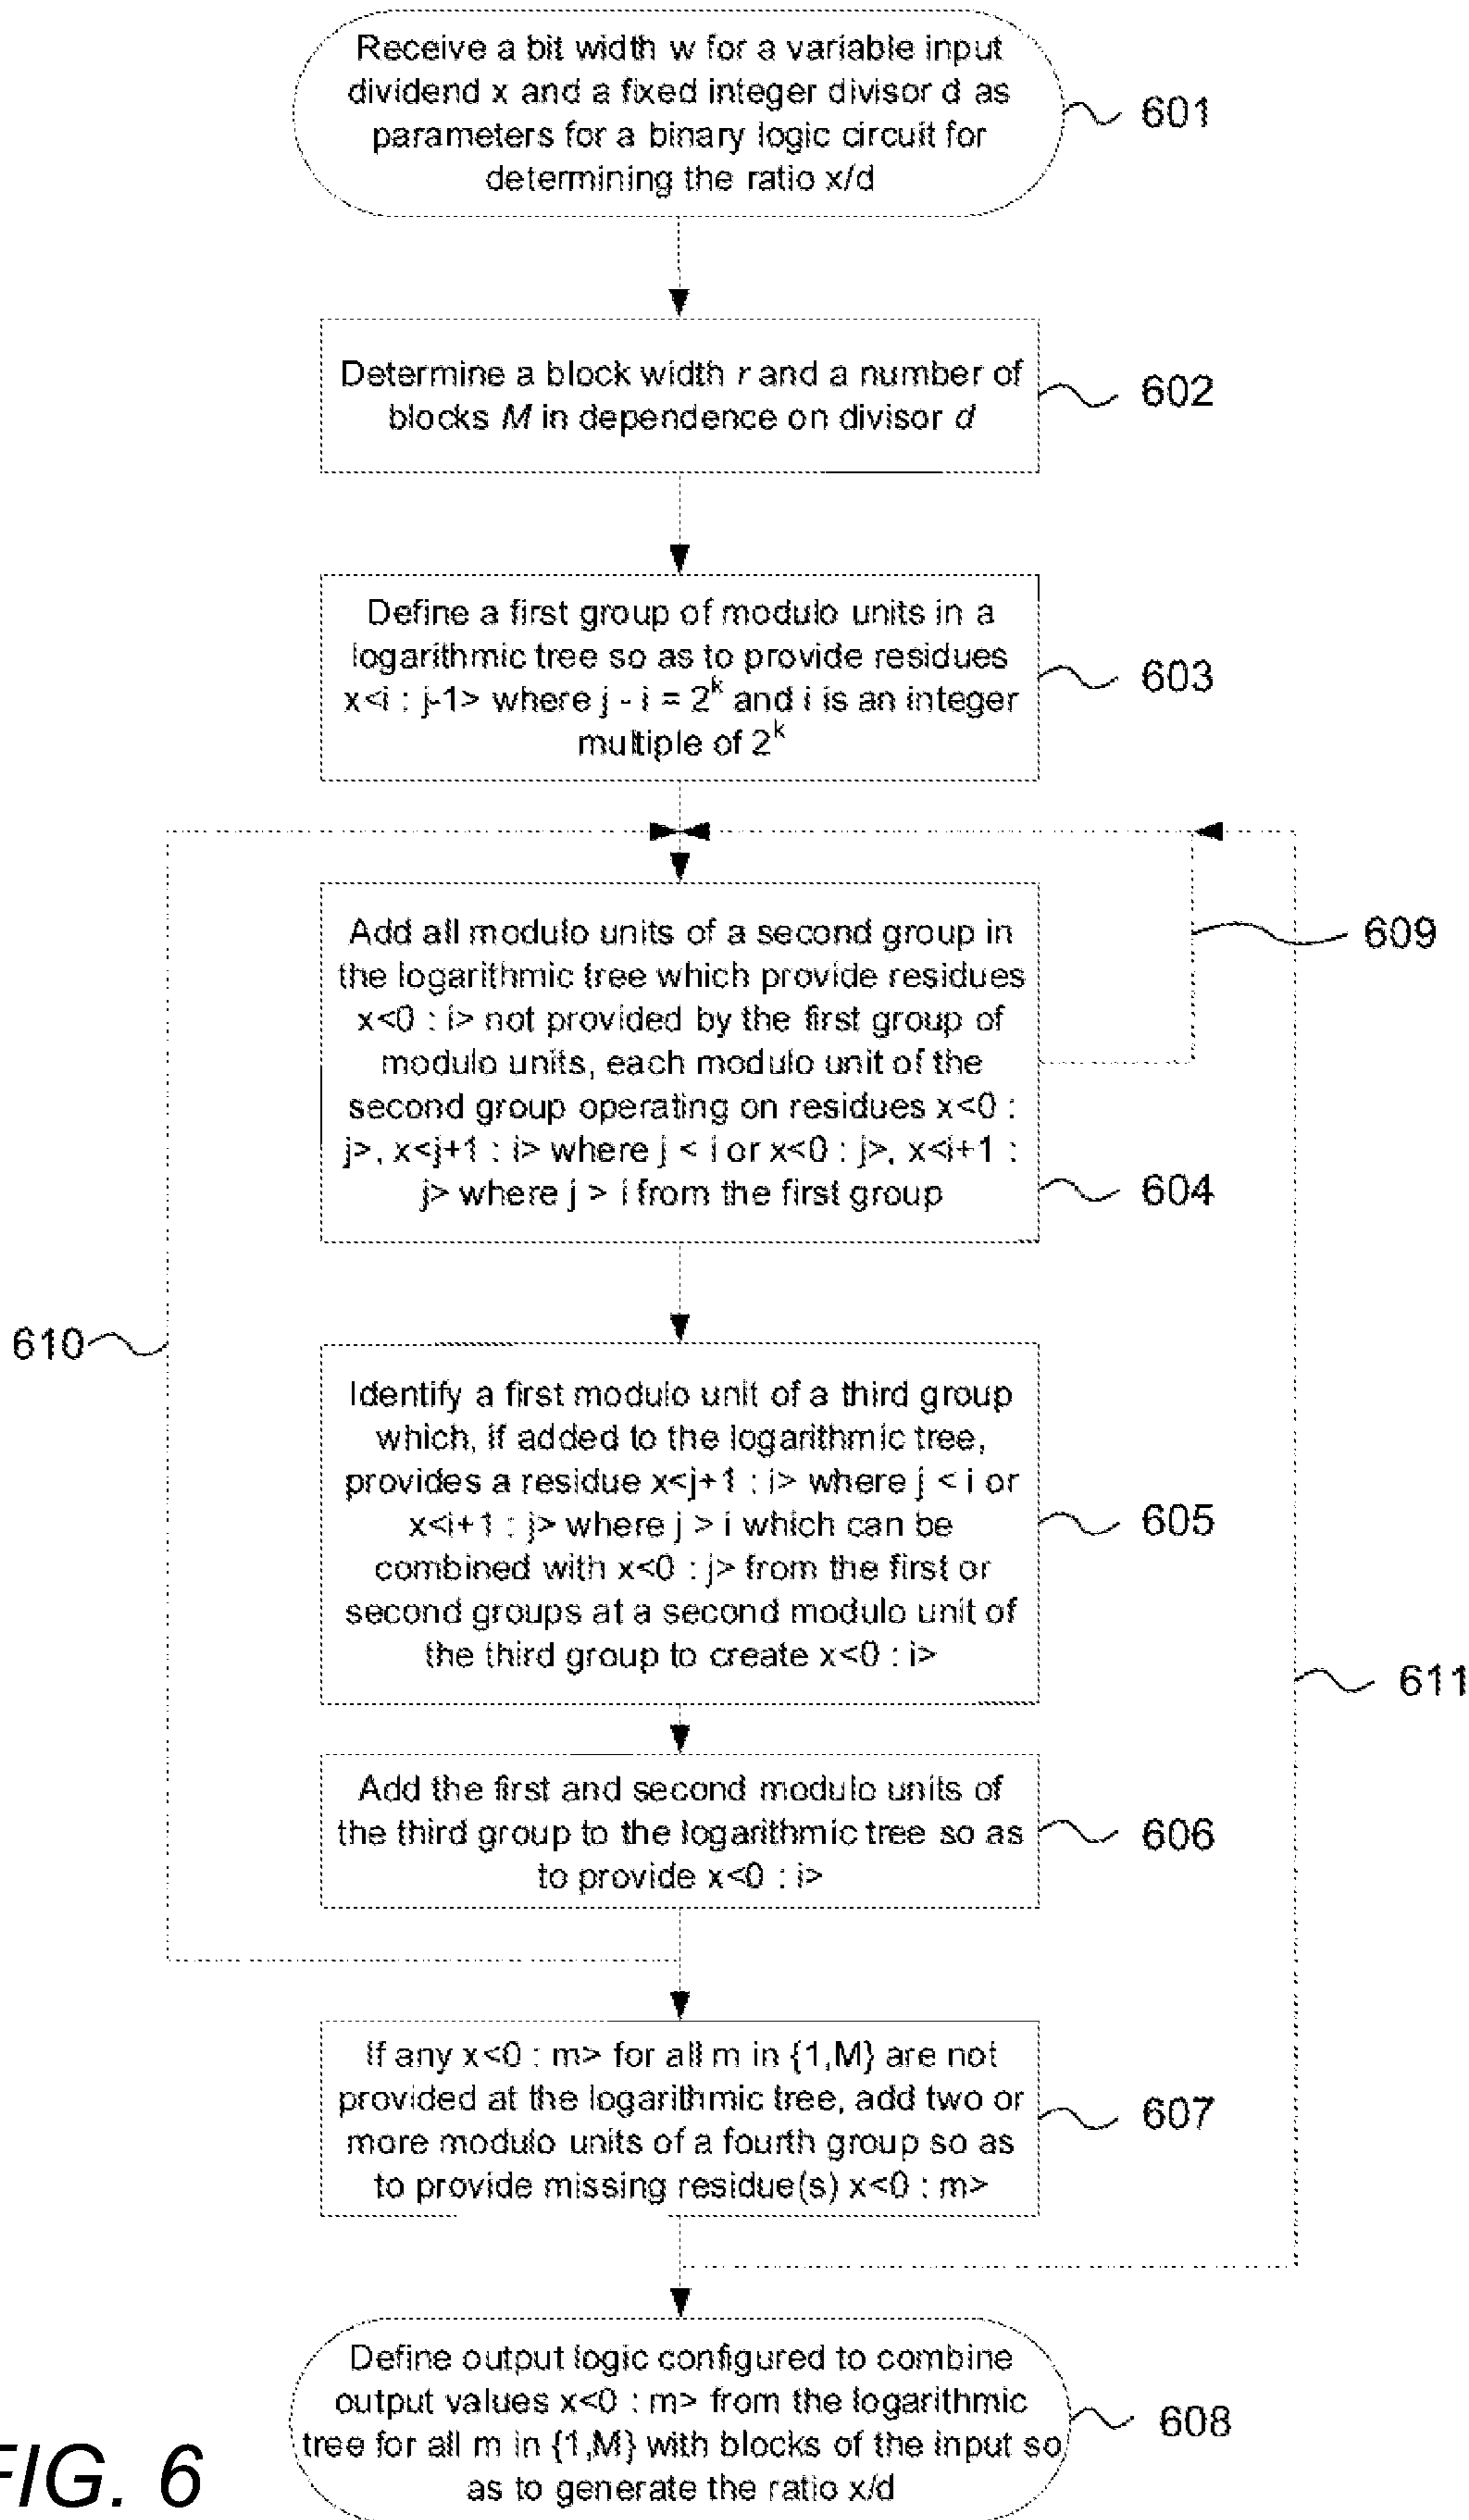 Receive a bit width w for a variable input
dividend x and a fixed integer divisor d as
parameters for a binary logic circuit for
determining the ratio x/d
601
Determine a block width r and a number of
blocks M in dependence on divisor d
602
Define a first group of modulo units in a
logarithmic tree so as to provide residues
x<i : j-1> where j - i = 2^k and i is an integer
multiple of 2^k
603
Add all modulo units of a second group in
the logarithmic tree which provide residues
x<0 : i> not provided by the first group of
modulo units, each modulo unit of the
second group operating on residues x<0 :
j>, x<j+1 : i> where j < i or x<0 : j>, x<i+1 :
j> where j > i from the first group
609
604
610
Identify a first modulo unit of a third group
which, if added to the logarithmic tree,
provides a residue x<j+1 : i> where j < i or
x<i+1 : j> where j > i which can be
combined with x<0 : j> from the first or
second groups at a second modulo unit of
the third group to create x<0 : i>
605
611
Add the first and second modulo units of
the third group to the logarithmic tree so as
to provide x<0 : i>
606
If any x<0 : m> for all m in {1,M} are not
provided at the logarithmic tree, add two or
more modulo units of a fourth group so as
to provide missing residue(s) x<0 : m>
607
Define output logic configured to combine
output values x<0 : m> from the logarithmic
tree for all m in {1,M} with blocks of the input so
as to generate the ratio x/d
608
FIG. 6